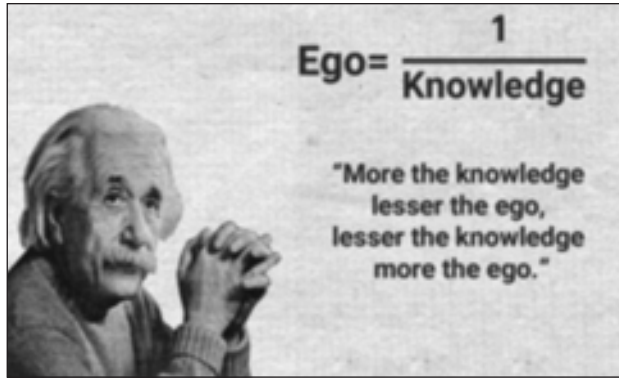 Ego= 1
Knowledge
“More the knowledge
lesser the ego,
lesser the knowledge
more the ego.”